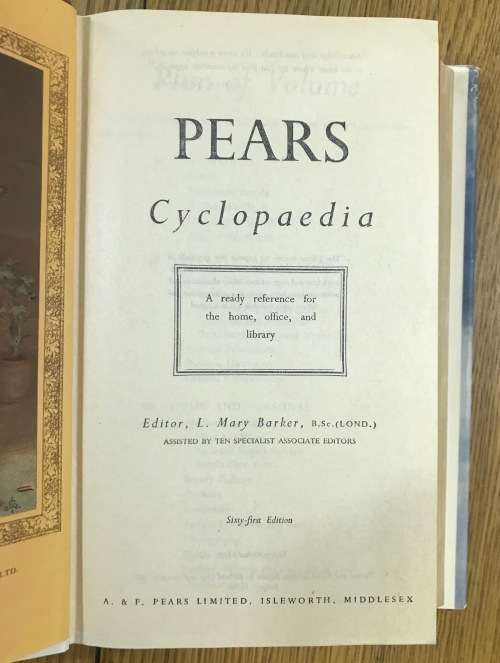 PEARS
Cyclopaedia
A ready reference for
the home, office, and
library
Editor, L. Mary Barker, B.Sc.(LOND.)
ASSISTED BY TEN SPECIALIST ASSOCIATE EDITORS
Sixty-first Edition
A. & F. PEARS LIMITED, ISLEWORTH, MIDDLESEX
LTD.